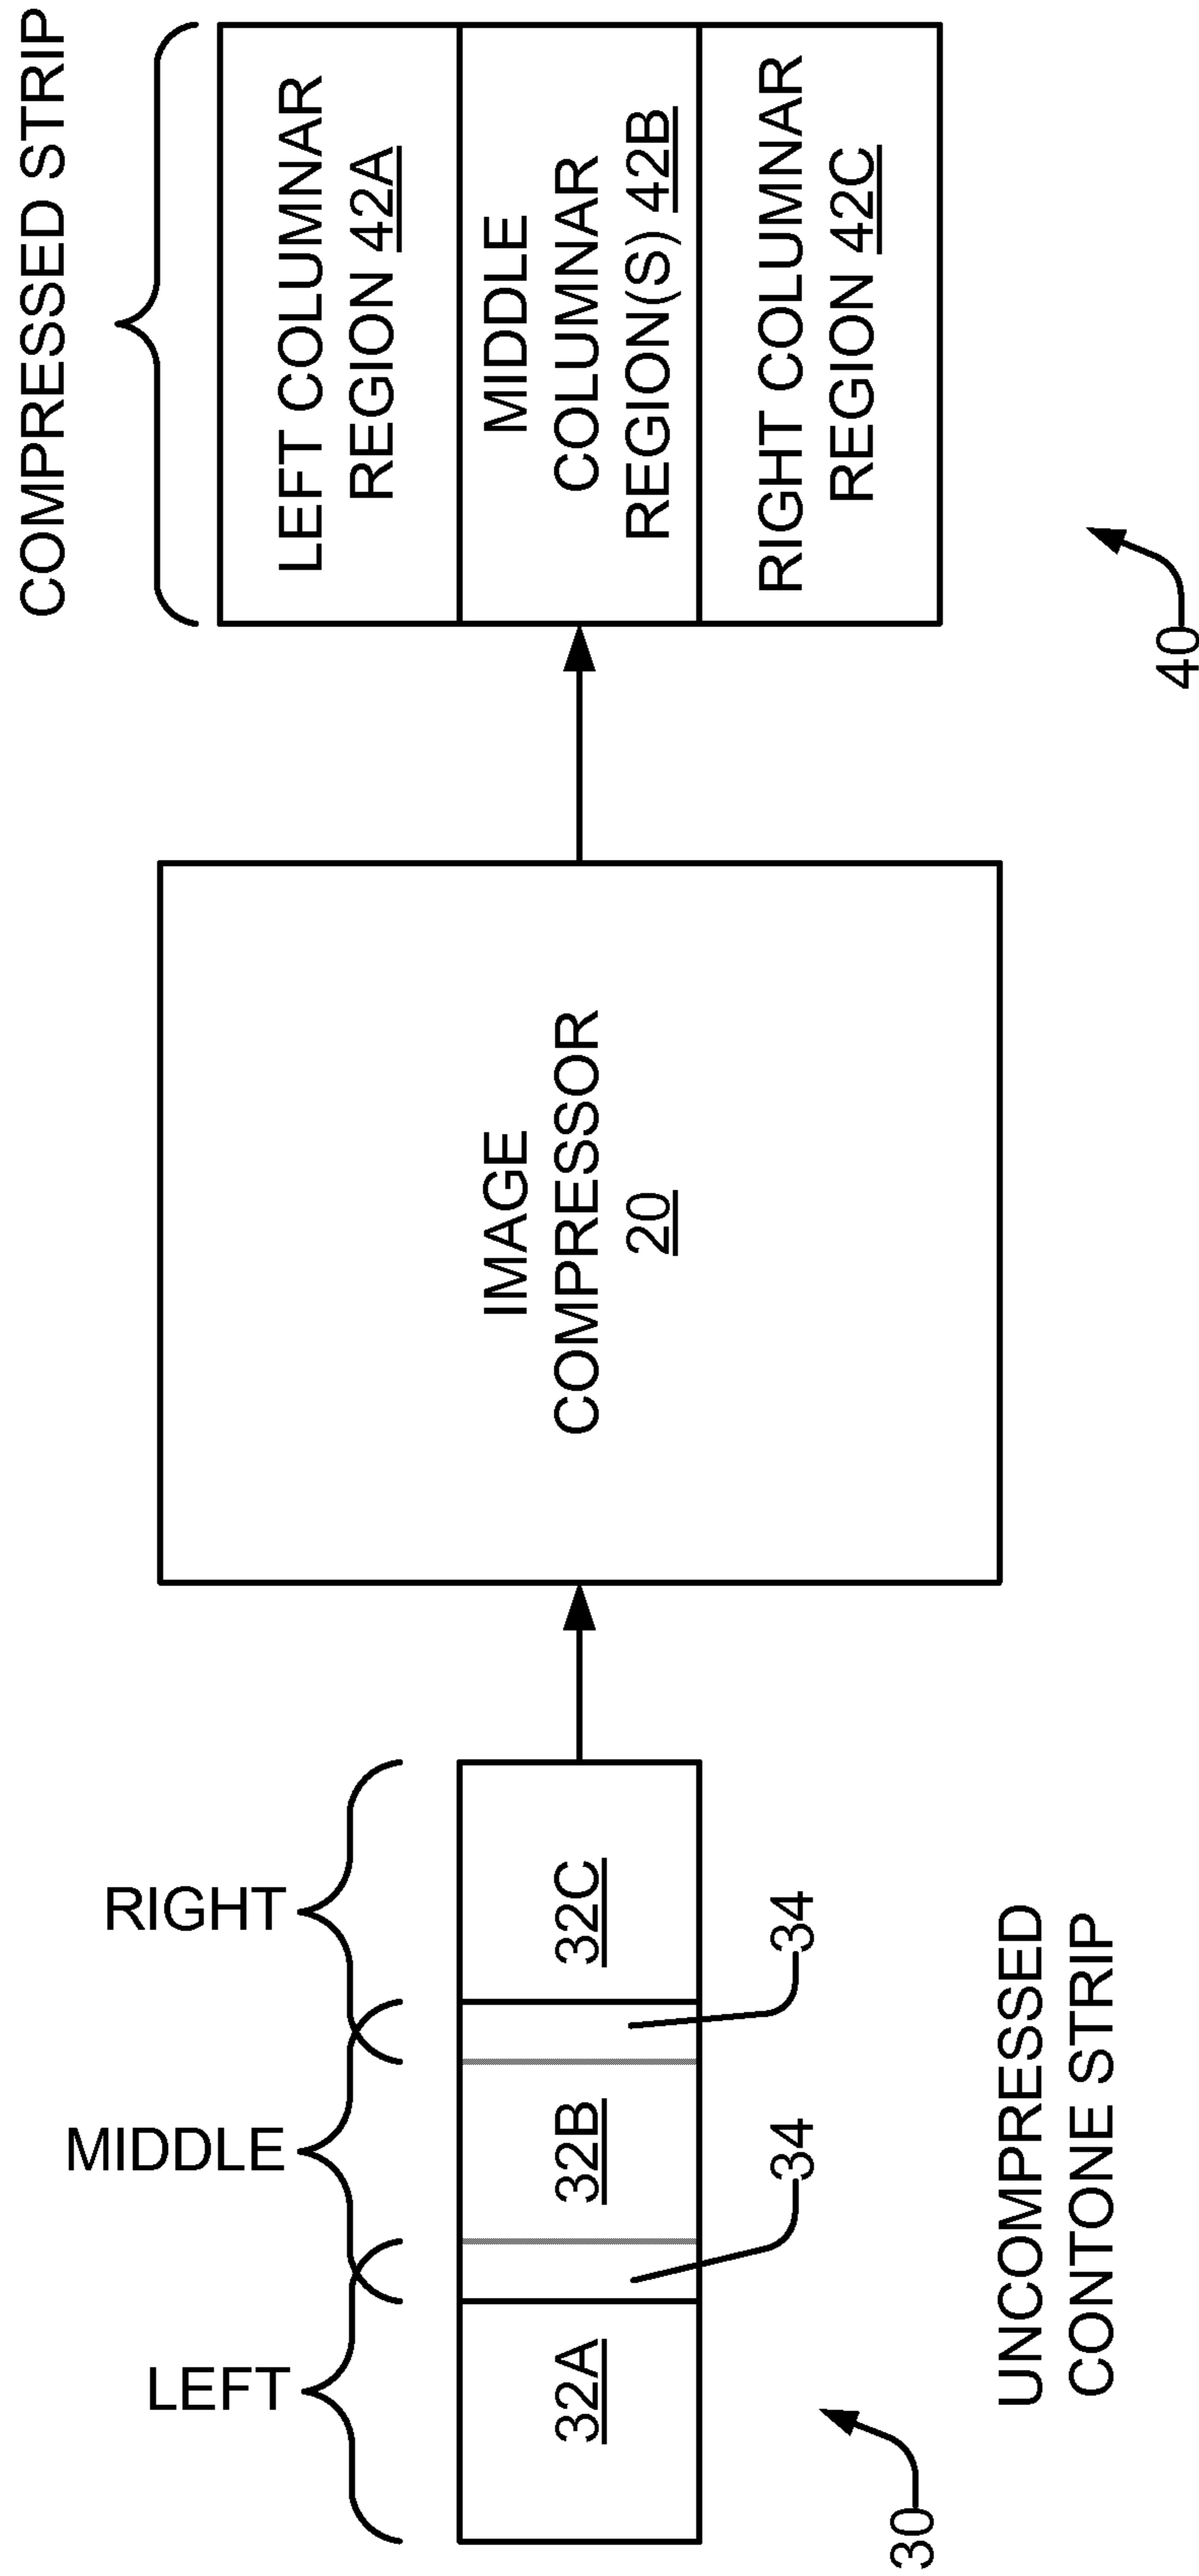 LEFT
MIDDLE
RIGHT
32A
32B
32C
34
34
30
UNCOMPRESSED
CONTONE STRIP
IMAGE
COMPRESSOR
20
COMPRESSED STRIP
LEFT COLUMNAR
REGION 42A
MIDDLE
COLUMNAR
REGION(S) 42B
RIGHT COLUMNAR
REGION 42C
40